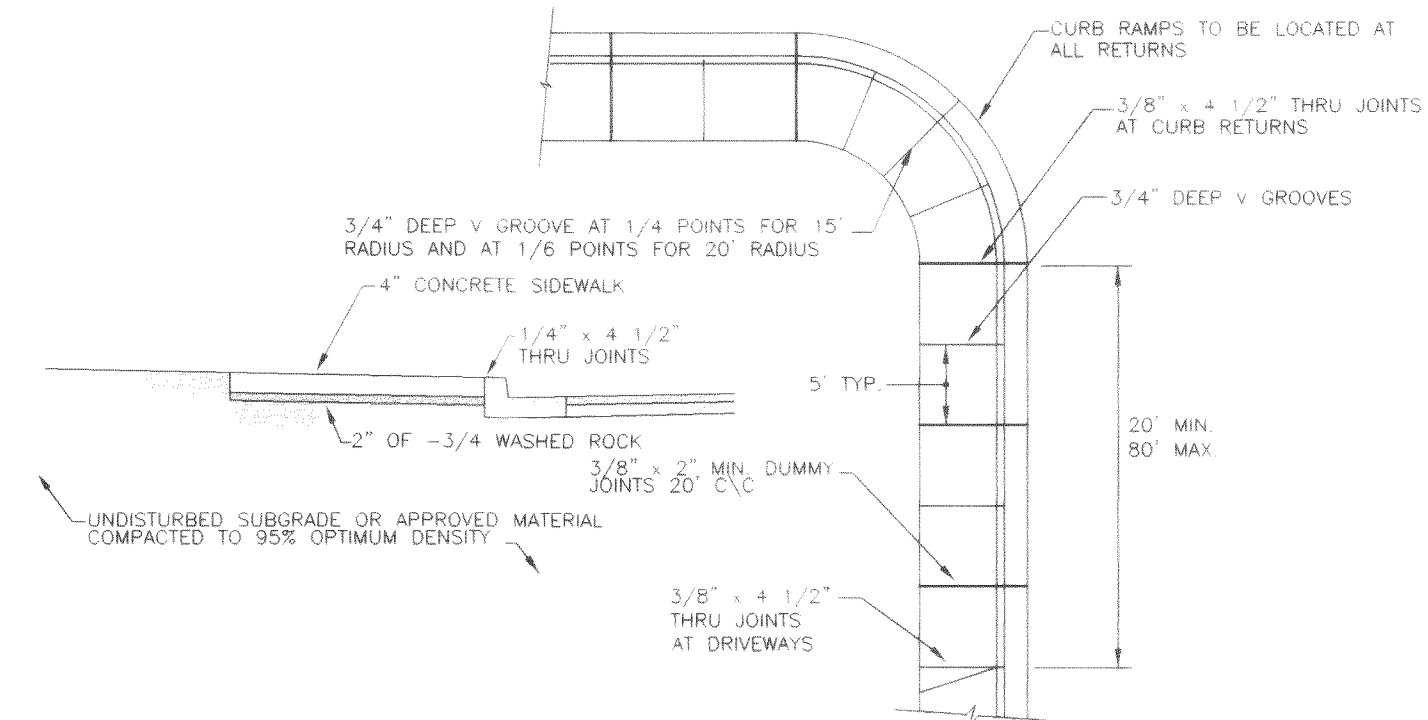 CURB RAMPS TO BE LOCATED AT
ALL RETURNS
3/8" x 4 1/2" THRU JOINTS
AT CURB RETURNS
3/4" DEEP V GROOVES
3/4" DEEP V GROOVE AT 1/4 POINTS FOR 15'
RADIUS AND AT 1/6 POINTS FOR 20' RADIUS
4" CONCRETE SIDEWALK
1/4" x 4 1/2"
THRU JOINTS
5' TYP.
20' MIN.
80' MAX.
2" OF -3/4 WASHED ROCK
3/8" x 2" MIN. DUMMY
JOINTS 20' C\C
UNDISTURBED SUBGRADE OR APPROVED MATERIAL
COMPACTED TO 95% OPTIMUM DENSITY
3/8" x 4 1/2"
THRU JOINTS
AT DRIVEWAYS